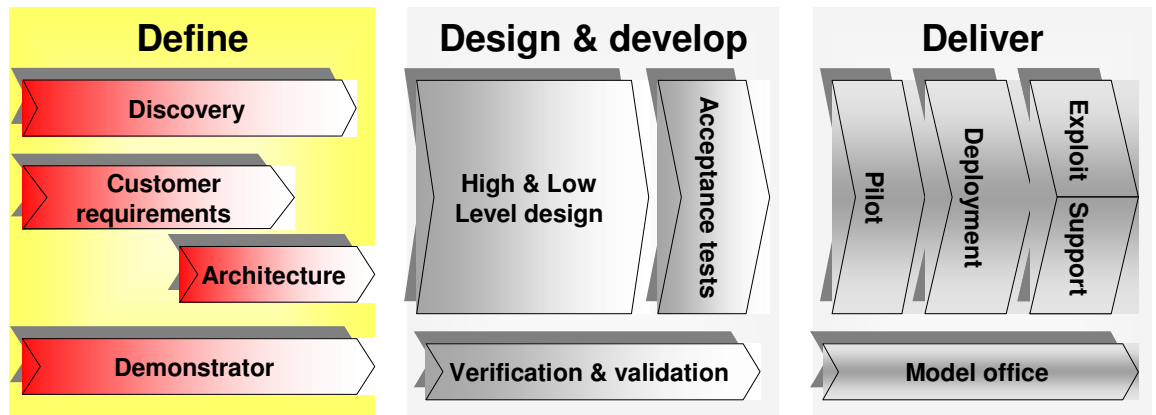 Define
Discovery
Customer
requirements
Architecture
Demonstrator
Design & develop
High & Low
Level design
Acceptance tests
Verification & validation
Deliver
Pilot
Deployment
Exploit
Support
Model office